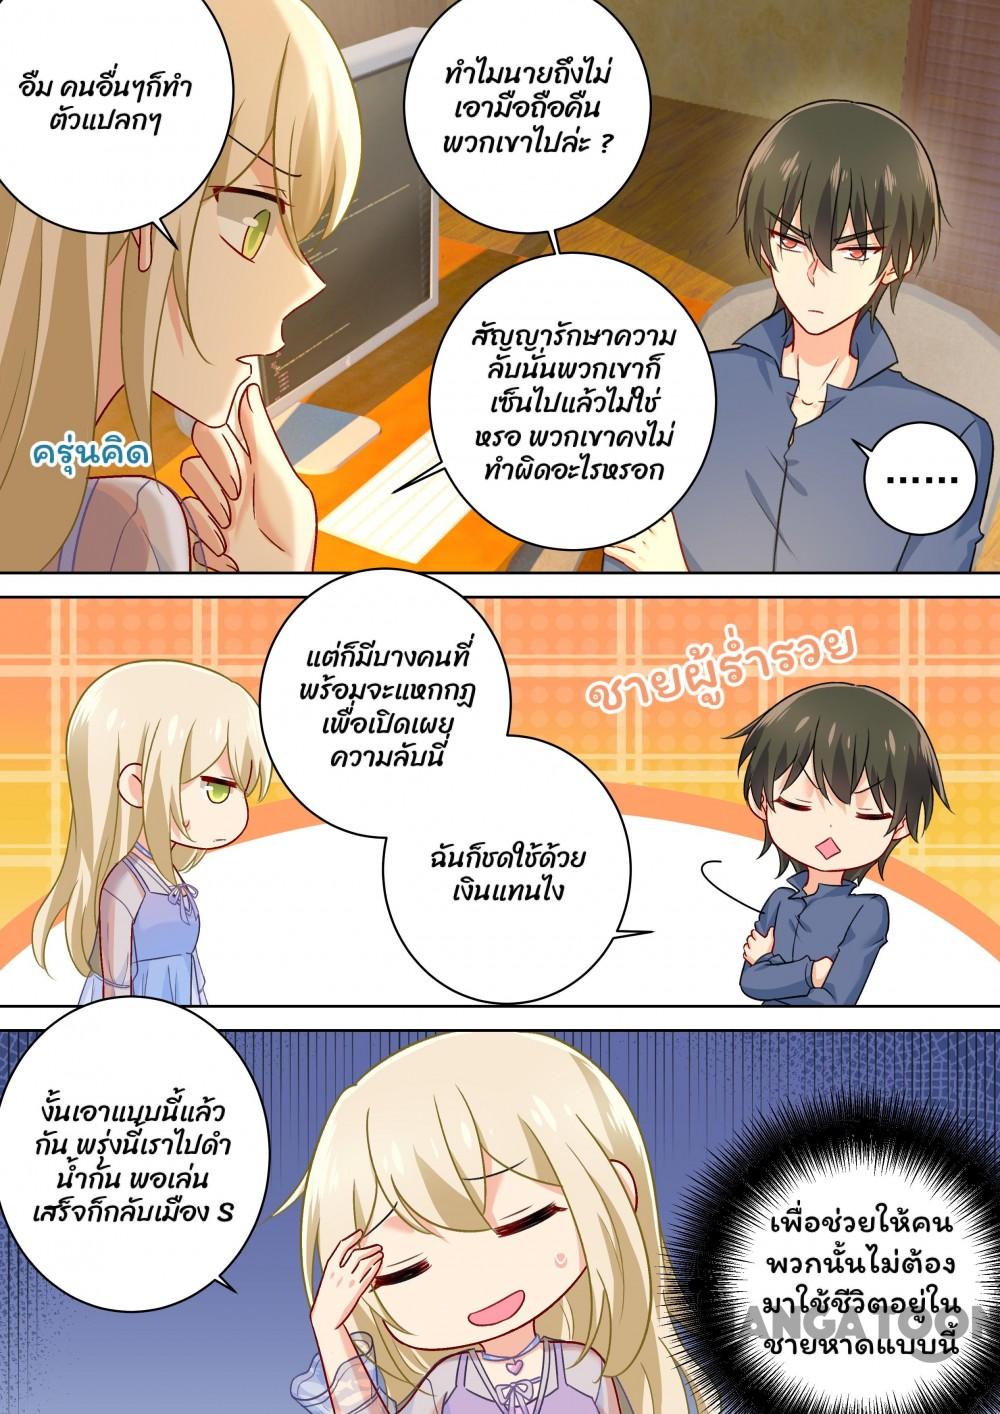 อืม คนอื่นๆก็ทำ
ตัวแปลกๆ
ทำไมนายถึงไม่
เอามือถือคืน
พวกเขาไปล่ะ ?
สัญญารักษาความ
ลับนั่นพวกเขาก็
เซ็นไปแล้วไม่ใช่
หรอ พวกเขาคงไม่
ทำผิดอะไรหรอก
ครุ่นคิด
......
แต่ก็มีบางคนที่
พร้อมจะแหกกฏ
เพื่อเปิดเผย
ความลับนี่
ชายผู้ร่ำรวย
ฉันก็ชดใช้ด้วย
เงินแทนไง
งั้นเอาแบบนี้แล้ว
กัน พรุ่งนี้เราไปดำ
น้ำกัน พอเล่น
เสร็จก็กลับเมือง S
เพื่อช่วยให้คน
พวกนั้นไม่ต้อง
มาใช้ชีวิตอยู่ใน
ชายหาดแบบนี้
MANGATOON